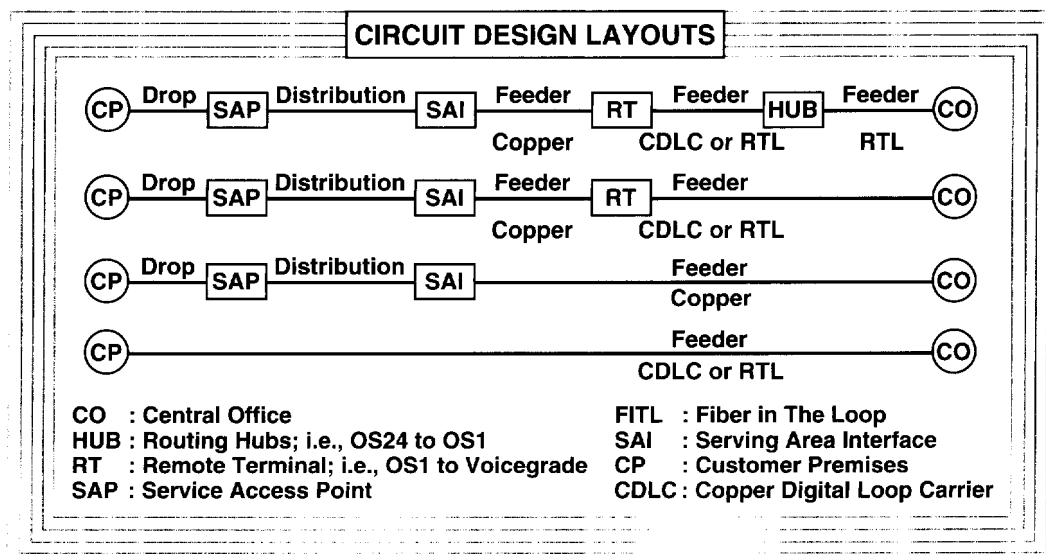 CIRCUIT DESIGN LAYOUTS
Drop Distribution Feeder Feeder Feeder
CP SAP SAI RT HUB CO
Copper CDLC or RTL RTL
Drop Distribution Feeder Feeder
CP SAP SAI RT CO
Copper CDLC or RTL
Drop Distribution Feeder
CP SAP SAI CO
Copper
Feeder
CP CO
CDLC or RTL
CO : Central Office
HUB : Routing Hubs; i.e., OS24 to OS1
RT : Remote Terminal; i.e., OS1 to Voicegrade
SAP : Service Access Point
FITL : Fiber in The Loop
SAI : Serving Area Interface
CP : Customer Premises
CDLC : Copper Digital Loop Carrier